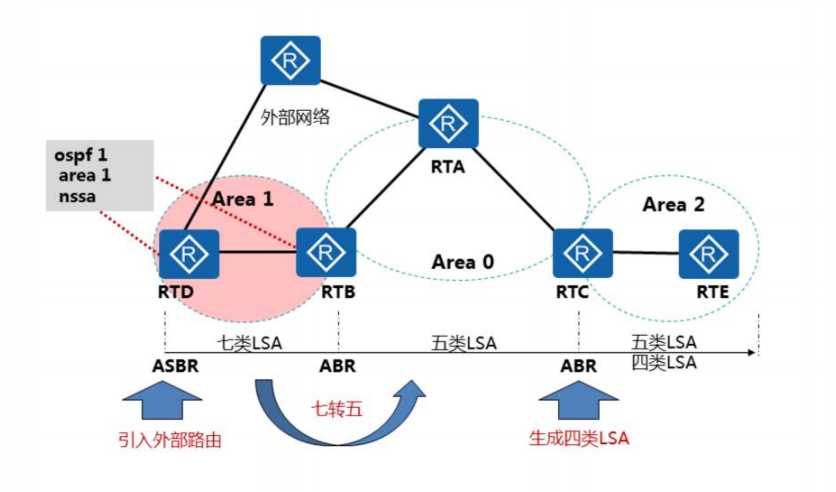 R
外部网络
R
RTA
ospf 1
area 1
nssa
Area 1
Area 2
R
R
R
R
Area 0
RTD
RTB
RTC
RTE
七类LSA
五类LSA
五类LSA
四类LSA
ASBR
ABR
ABR
七转五
引入外部路由
生成四类LSA